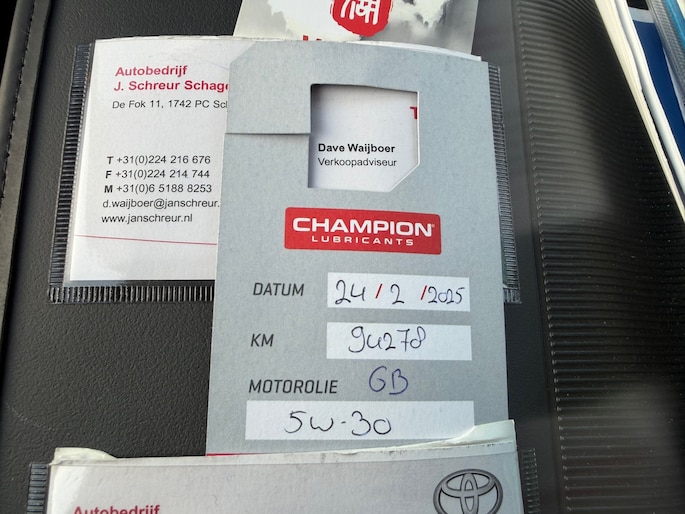 Autobedrijf
J. Schreur Schage
De Fok 11, 1742 PC Sc
T +31(0)224 216 676
F +31(0)224 214 744
M +31(0)6 5188 8253
d.waijboer@janschreur.
www.janschreur.nl
Dave Waijboer
Verkoopadviseur
CHAMPION
LUBRICANTS
DATUM 24/2/2025
KM 94278
MOTOROLIE GB
5W-30
Autobedrijf